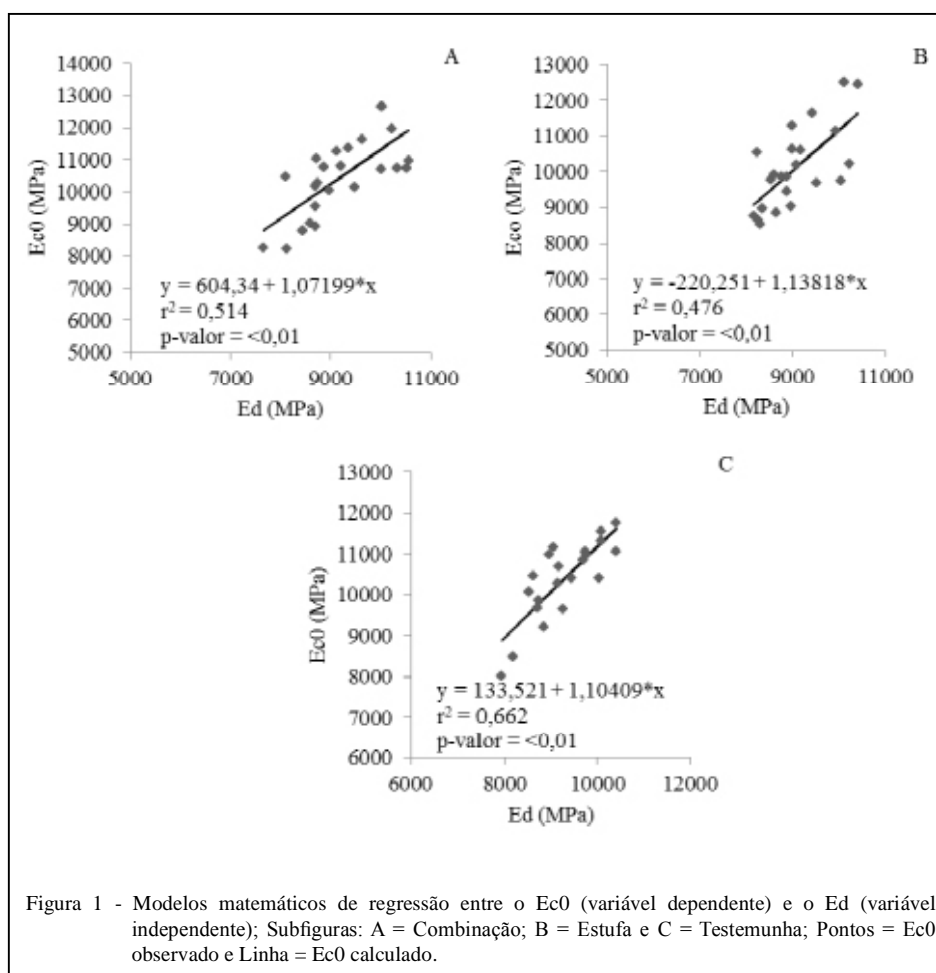 A
14000
13000
12000
11000
10000
9000
8000
7000
6000
5000
Ec0 (MPa)
y = 604,34 + 1,07199*x
r² = 0,514
p-valor = <0,01
5000 7000 9000 11000
Ed (MPa)
B
13000
12000
11000
10000
9000
8000
7000
6000
5000
Eco (MPa)
y = -220,251 + 1,13818*x
r² = 0,476
p-valor = <0,01
5000 7000 9000 11000
Ed (MPa)
C
13000
12000
11000
10000
9000
8000
7000
6000
Ec0 (MPa)
y = 133,521 + 1,10409*x
r² = 0,662
p-valor = <0,01
6000 8000 10000 12000
Ed (MPa)
Figura 1 - Modelos matemáticos de regressão entre o Ec0 (variável dependente) e o Ed (variável
independente); Subfiguras: A = Combinação; B = Estufa e C = Testemunha; Pontos = Ec0
observado e Linha = Ec0 calculado.